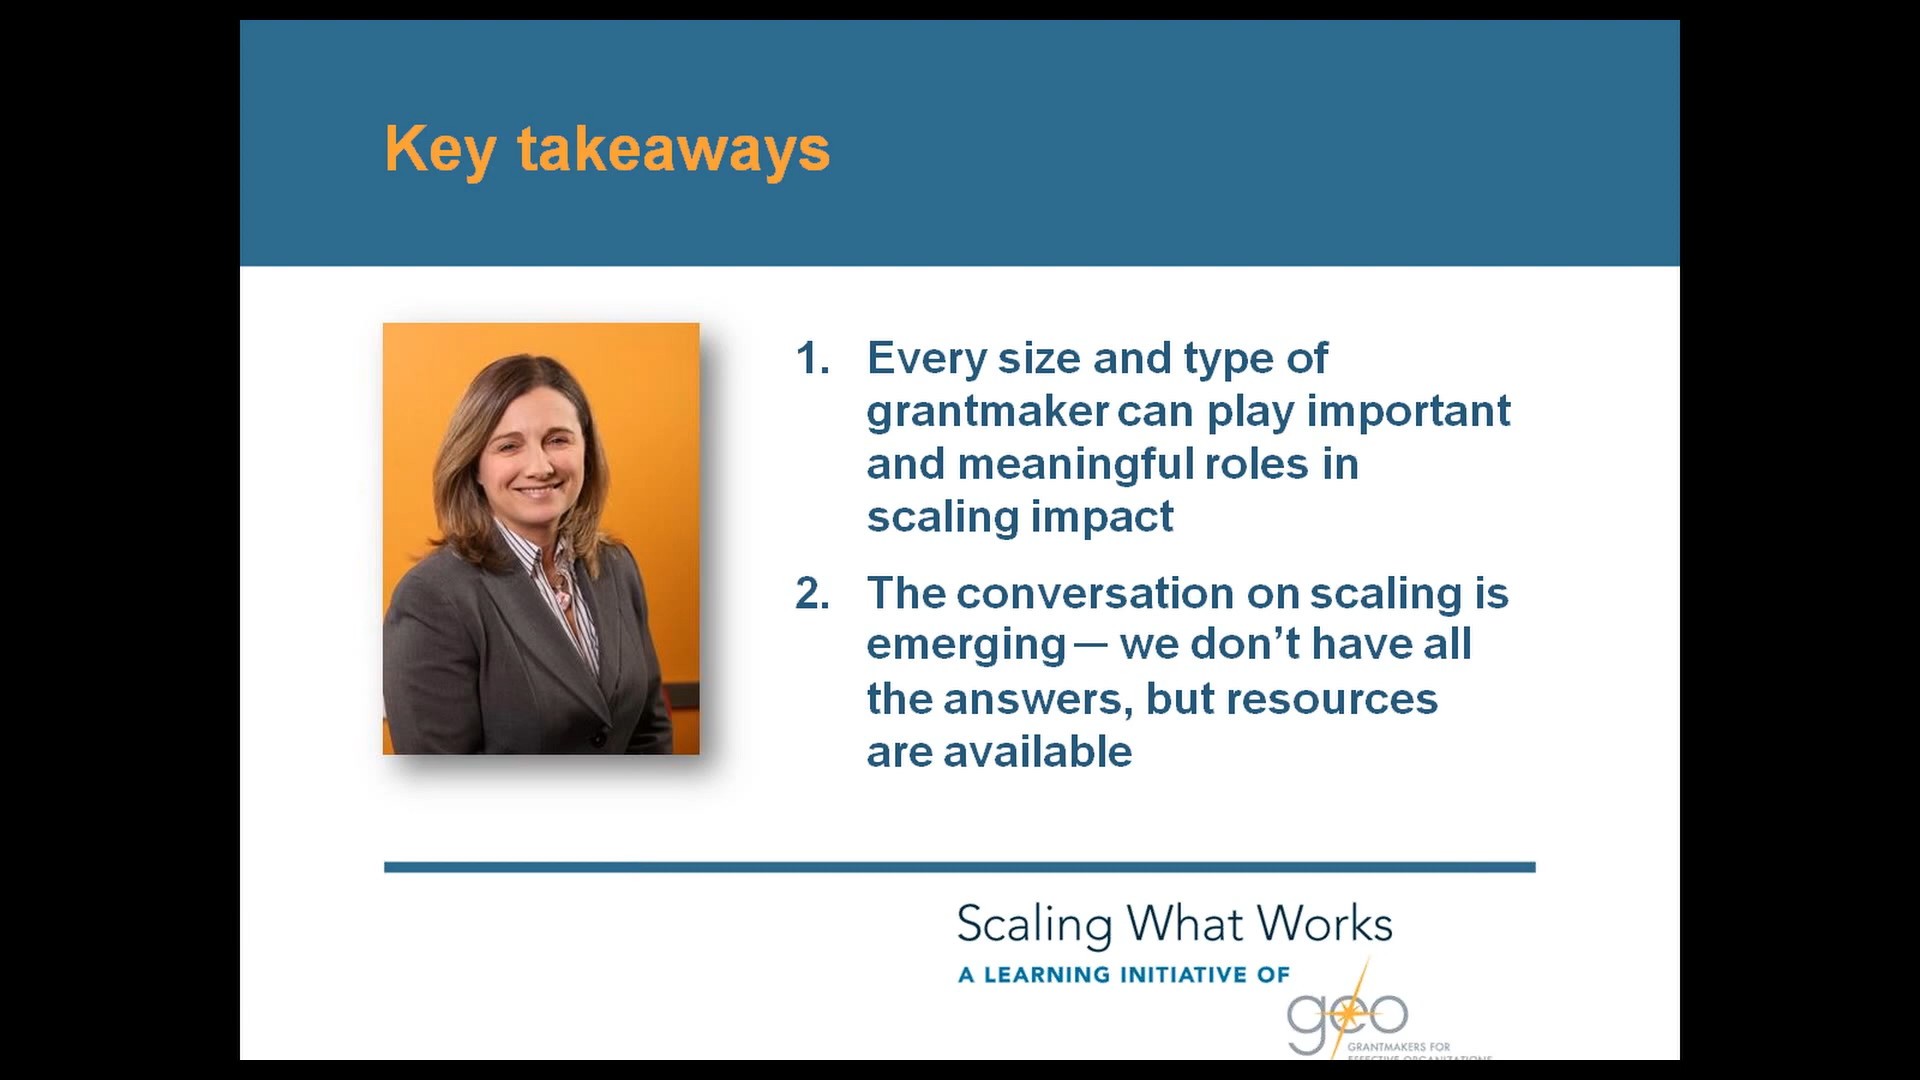 Key takeaways
1. Every size and type of
grantmaker can play important
and meaningful roles in
scaling impact
2. The conversation on scaling is
emerging — we don’t have all
the answers, but resources
are available
Scaling What Works
A LEARNING INITIATIVE OF
geo
GRANTMAKERS FOR
EFFECTIVE ORGANIZATIONS